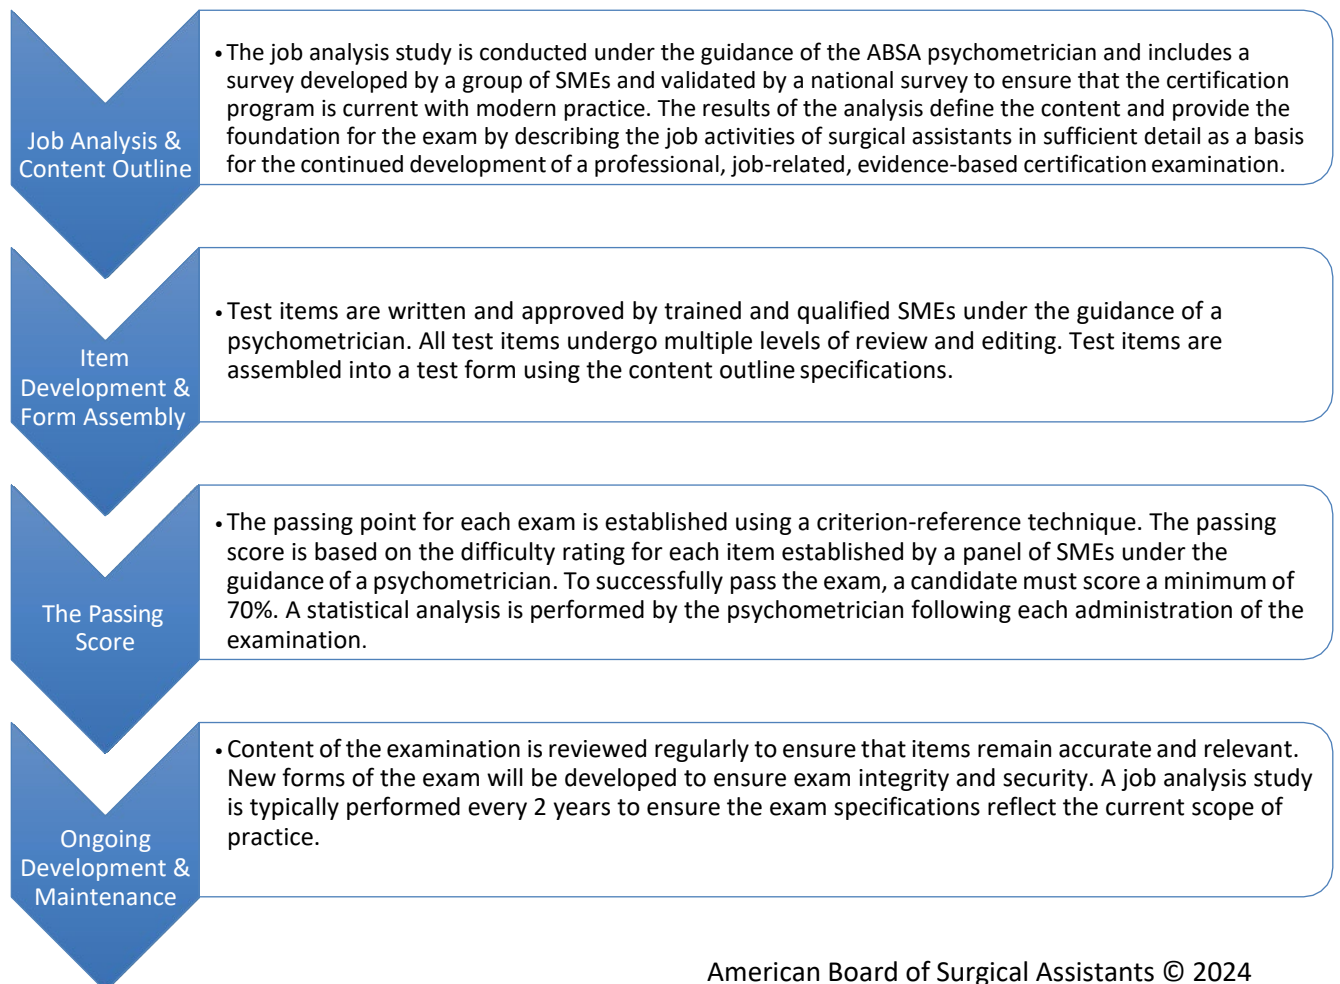 Job Analysis &
Content Outline
• The job analysis study is conducted under the guidance of the ABSA psychometrician and includes a
survey developed by a group of SMEs and validated by a national survey to ensure that the certification
program is current with modern practice. The results of the analysis define the content and provide the
foundation for the exam by describing the job activities of surgical assistants in sufficient detail as a basis
for the continued development of a professional, job-related, evidence-based certification examination.
Item
Development &
Form Assembly
• Test items are written and approved by trained and qualified SMEs under the guidance of a
psychometrician. All test items undergo multiple levels of review and editing. Test items are
assembled into a test form using the content outline specifications.
The Passing
Score
• The passing point for each exam is established using a criterion-reference technique. The passing
score is based on the difficulty rating for each item established by a panel of SMEs under the
guidance of a psychometrician. To successfully pass the exam, a candidate must score a minimum of
70%. A statistical analysis is performed by the psychometrician following each administration of the
examination.
Ongoing
Development &
Maintenance
• Content of the examination is reviewed regularly to ensure that items remain accurate and relevant.
New forms of the exam will be developed to ensure exam integrity and security. A job analysis study
is typically performed every 2 years to ensure the exam specifications reflect the current scope of
practice.
American Board of Surgical Assistants © 2024